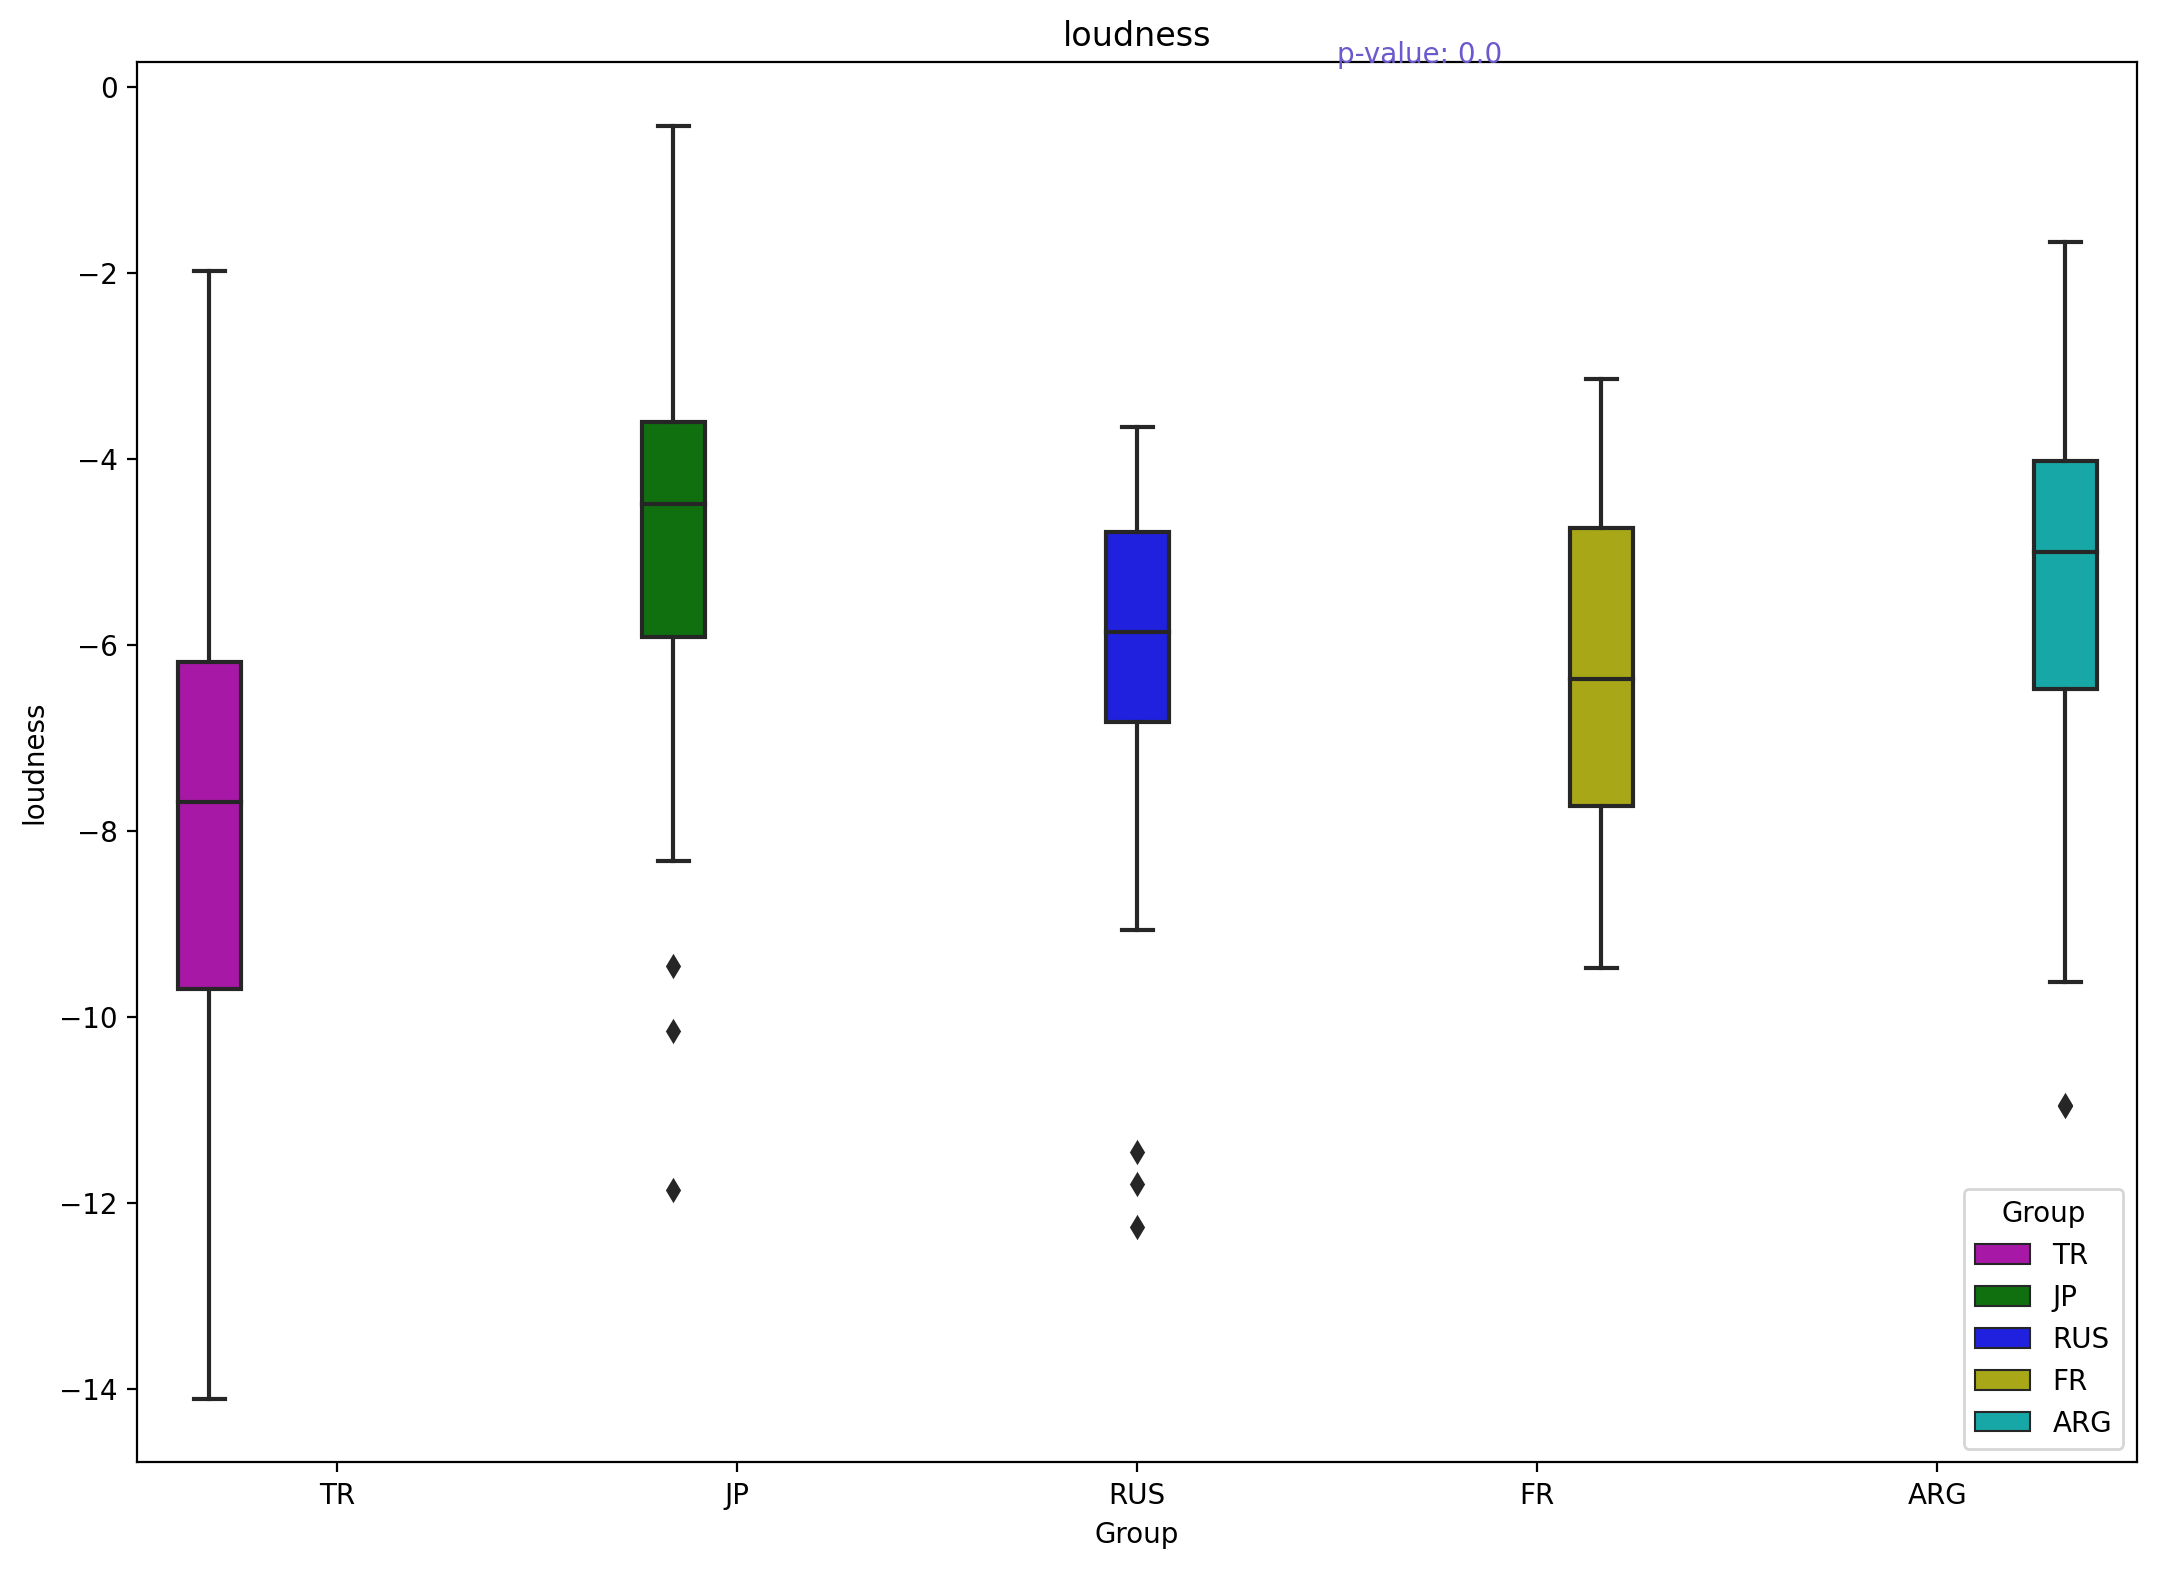 loudness
p-value: 0.0
0
−2
−4
−6
−8
−10
−12
−14
loudness
TR
JP
RUS
FR
ARG
Group
Group
TR
JP
RUS
FR
ARG